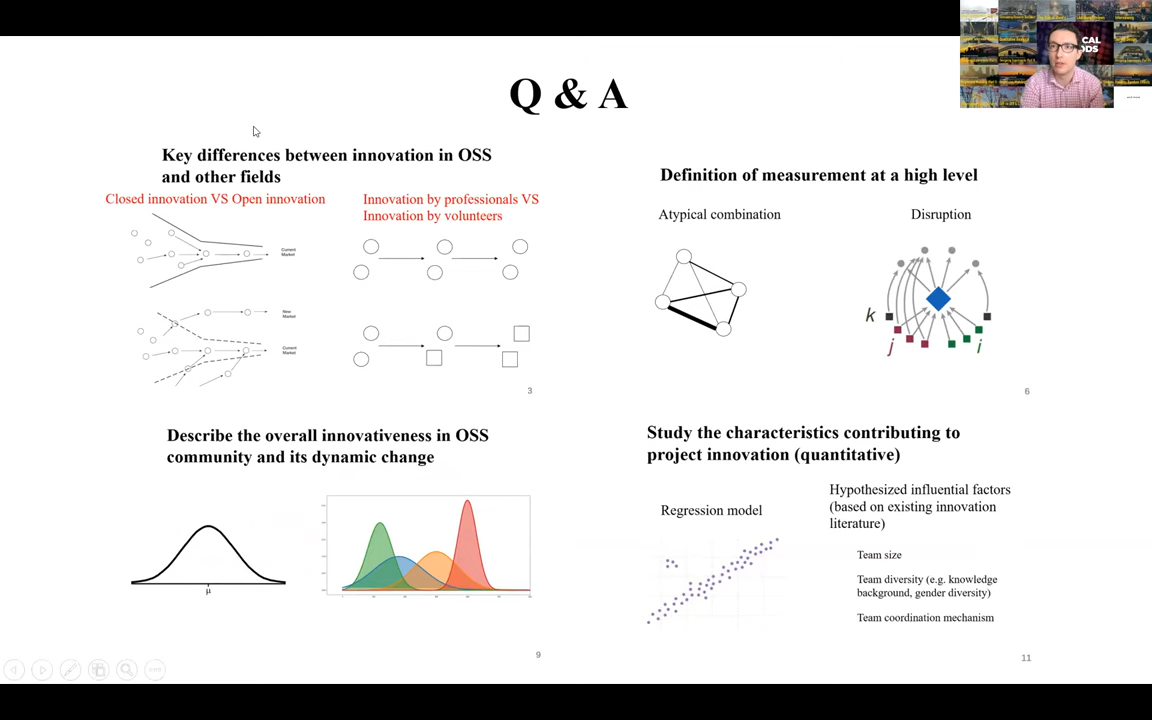 Q & A
Key differences between innovation in OSS
and other fields
Closed innovation VS Open innovation
Innovation by professionals VS
Innovation by volunteers
Current
Market
New
Market
Current
Market
3
Definition of measurement at a high level
Atypical combination
Disruption
k
j
i
6
Describe the overall innovativeness in OSS
community and its dynamic change
μ
9
Study the characteristics contributing to
project innovation (quantitative)
Regression model
Hypothesized influential factors
(based on existing innovation
literature)
Team size
Team diversity (e.g. knowledge
background, gender diversity)
Team coordination mechanism
11